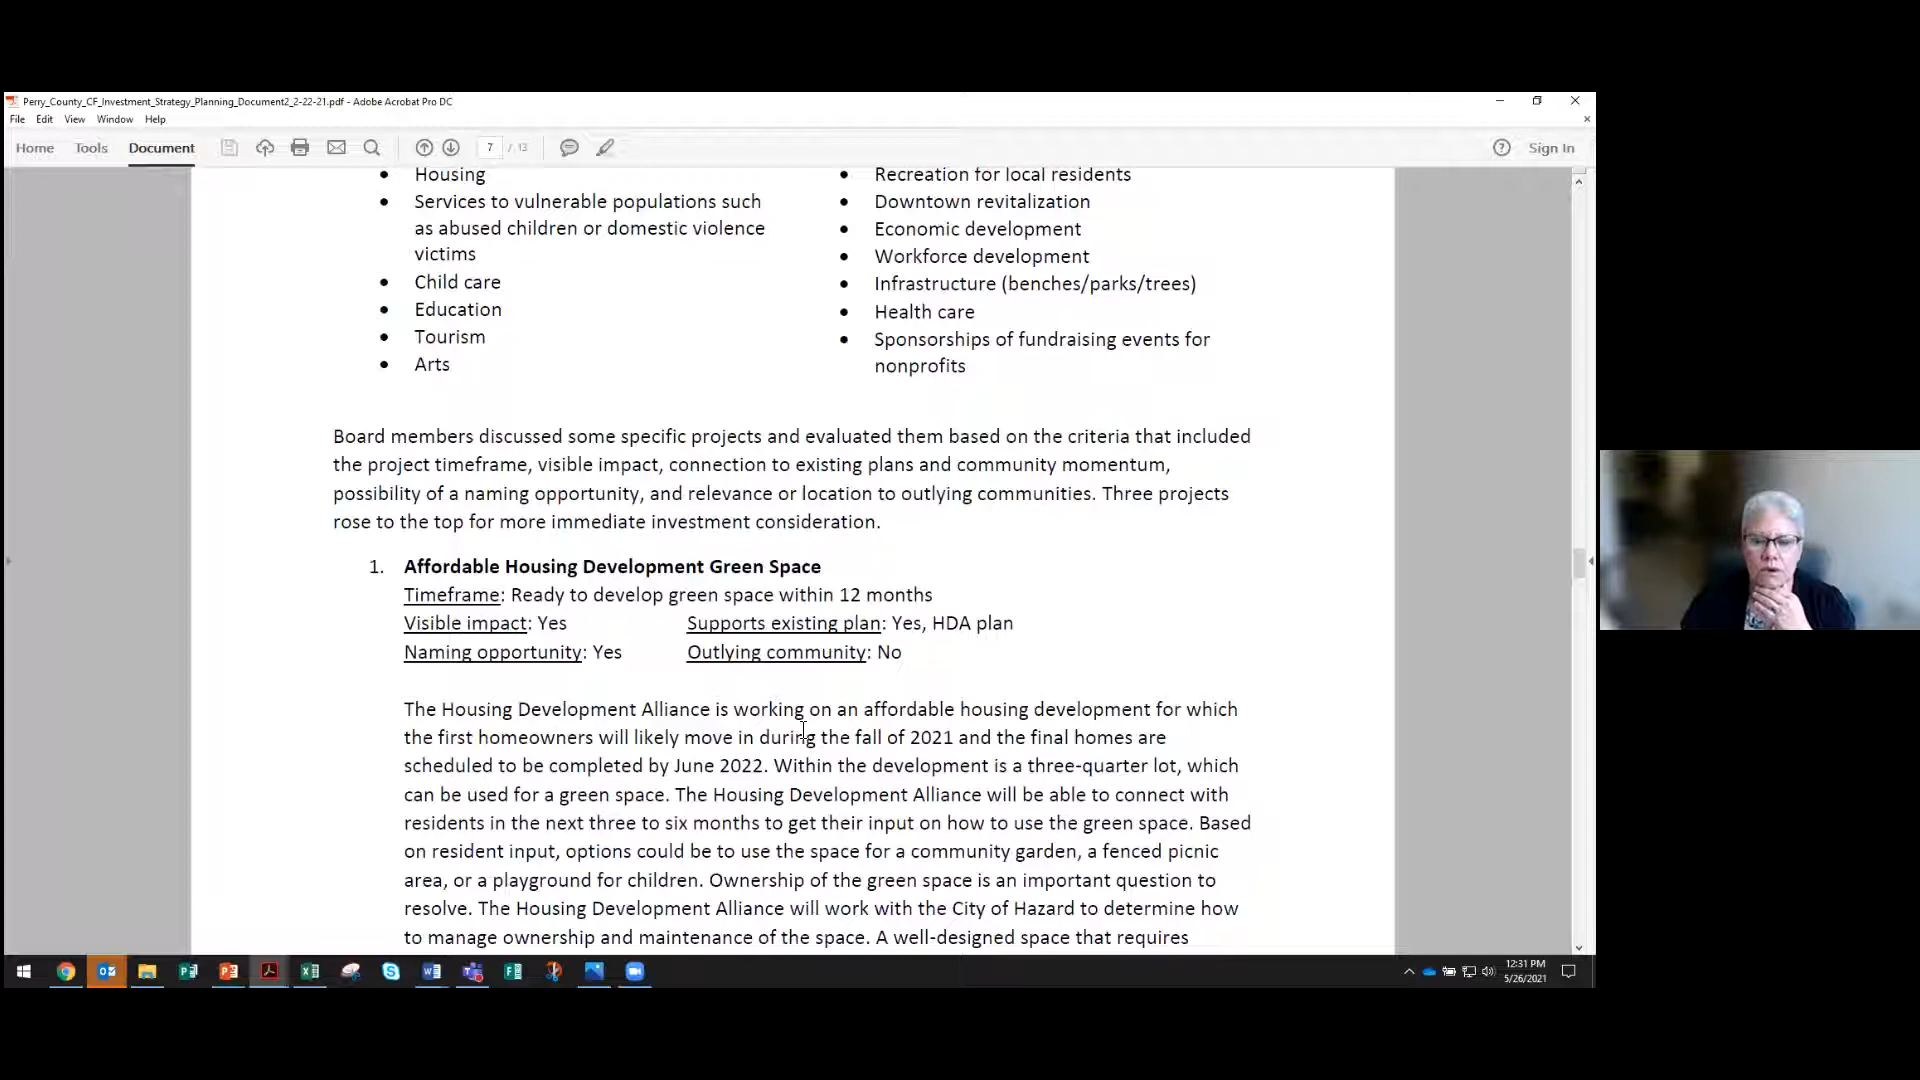 Perry_County_CF_Investment_Strategy_Planning_Document2_2-22-21.pdf - Adobe Acrobat Pro DC
File Edit View Window Help
Home Tools Document 7 / 13 Sign In
Housing
Services to vulnerable populations such
as abused children or domestic violence
victims
Child care
Education
Tourism
Arts
Recreation for local residents
Downtown revitalization
Economic development
Workforce development
Infrastructure (benches/parks/trees)
Health care
Sponsorships of fundraising events for
nonprofits
Board members discussed some specific projects and evaluated them based on the criteria that included
the project timeframe, visible impact, connection to existing plans and community momentum,
possibility of a naming opportunity, and relevance or location to outlying communities. Three projects
rose to the top for more immediate investment consideration.
1. Affordable Housing Development Green Space
Timeframe: Ready to develop green space within 12 months
Visible impact: Yes Supports existing plan: Yes, HDA plan
Naming opportunity: Yes Outlying community: No
The Housing Development Alliance is working on an affordable housing development for which
the first homeowners will likely move in during the fall of 2021 and the final homes are
scheduled to be completed by June 2022. Within the development is a three-quarter lot, which
can be used for a green space. The Housing Development Alliance will be able to connect with
residents in the next three to six months to get their input on how to use the green space. Based
on resident input, options could be to use the space for a community garden, a fenced picnic
area, or a playground for children. Ownership of the green space is an important question to
resolve. The Housing Development Alliance will work with the City of Hazard to determine how
to manage ownership and maintenance of the space. A well-designed space that requires
12:31 PM
5/26/2021